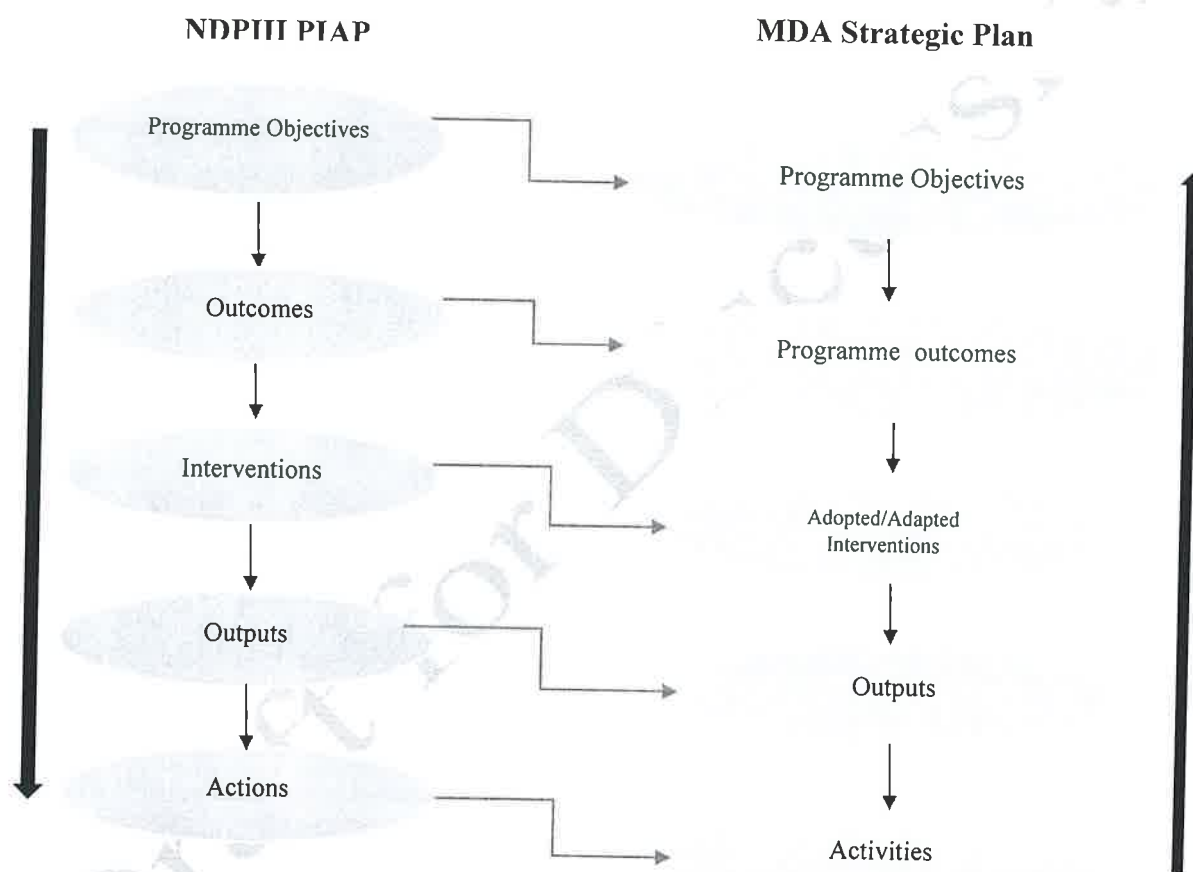 NDPIII PIAP
MDA Strategic Plan
Programme Objectives
Programme Objectives
Outcomes
Programme outcomes
Interventions
Adopted/Adapted
Interventions
Outputs
Outputs
Actions
Activities
for